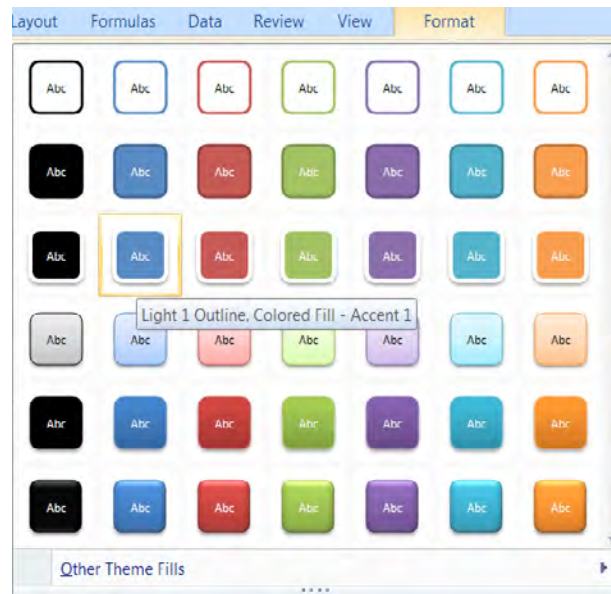 Layout Formulas Data Review View Format
Abc Abc Abc Abc Abc Abc Abc
Abc Abc Abc Abc Abc Abc Abc
Abc Abc Abc Abc Abc Abc Abc
Light 1 Outline, Colored Fill - Accent 1
Abc Abc Abc Abc Abc Abc Abc
Abc Abc Abc Abc Abc Abc Abc
Abc Abc Abc Abc Abc Abc Abc
Other Theme Fills